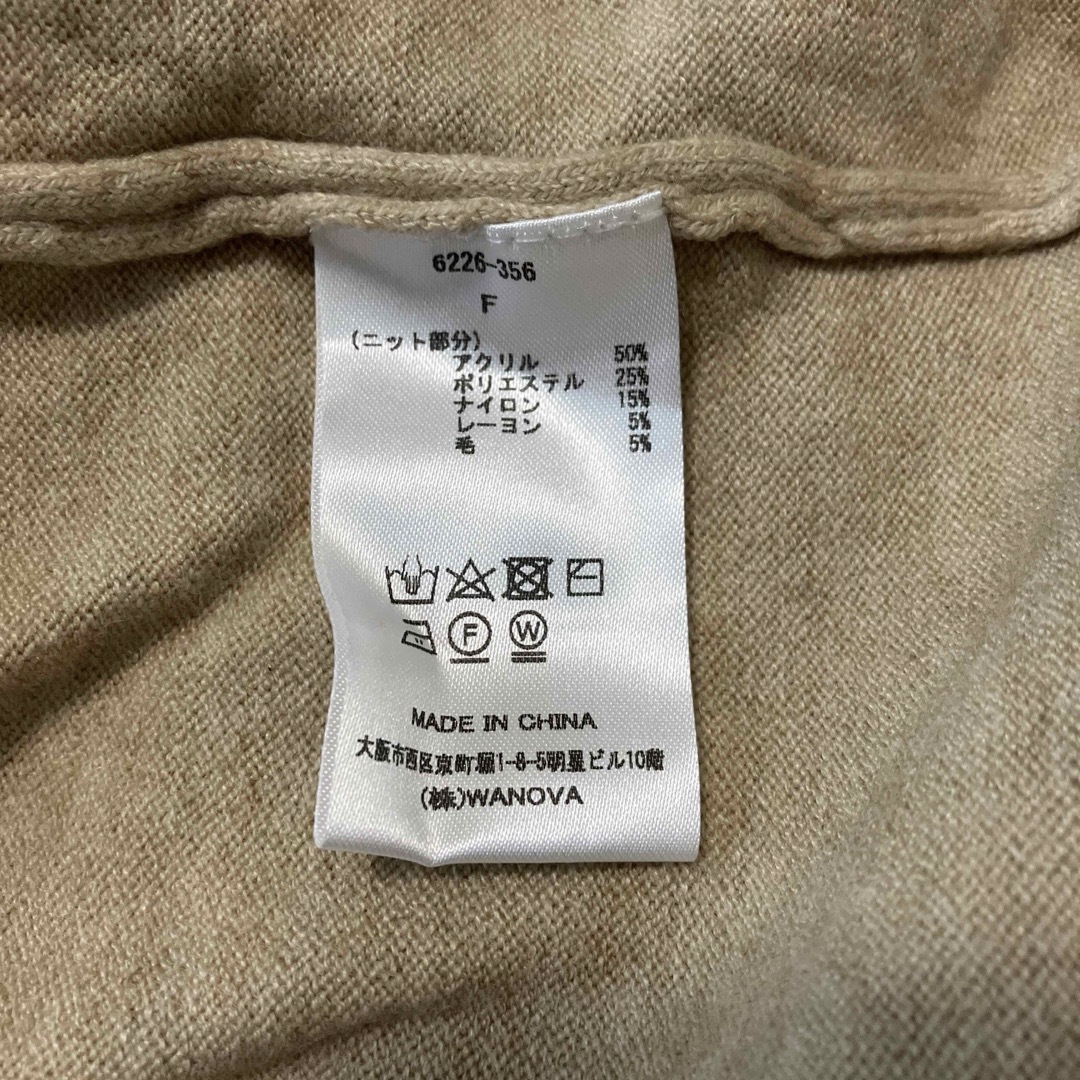 6226-356
F
(ニット部分)
アクリル 50%
ポリエステル 25%
ナイロン 15%
レーヨン 5%
毛 5%
F W
MADE IN CHINA
大阪市西区京町堀1-8-5明星ビル10階
(株)WANOVA